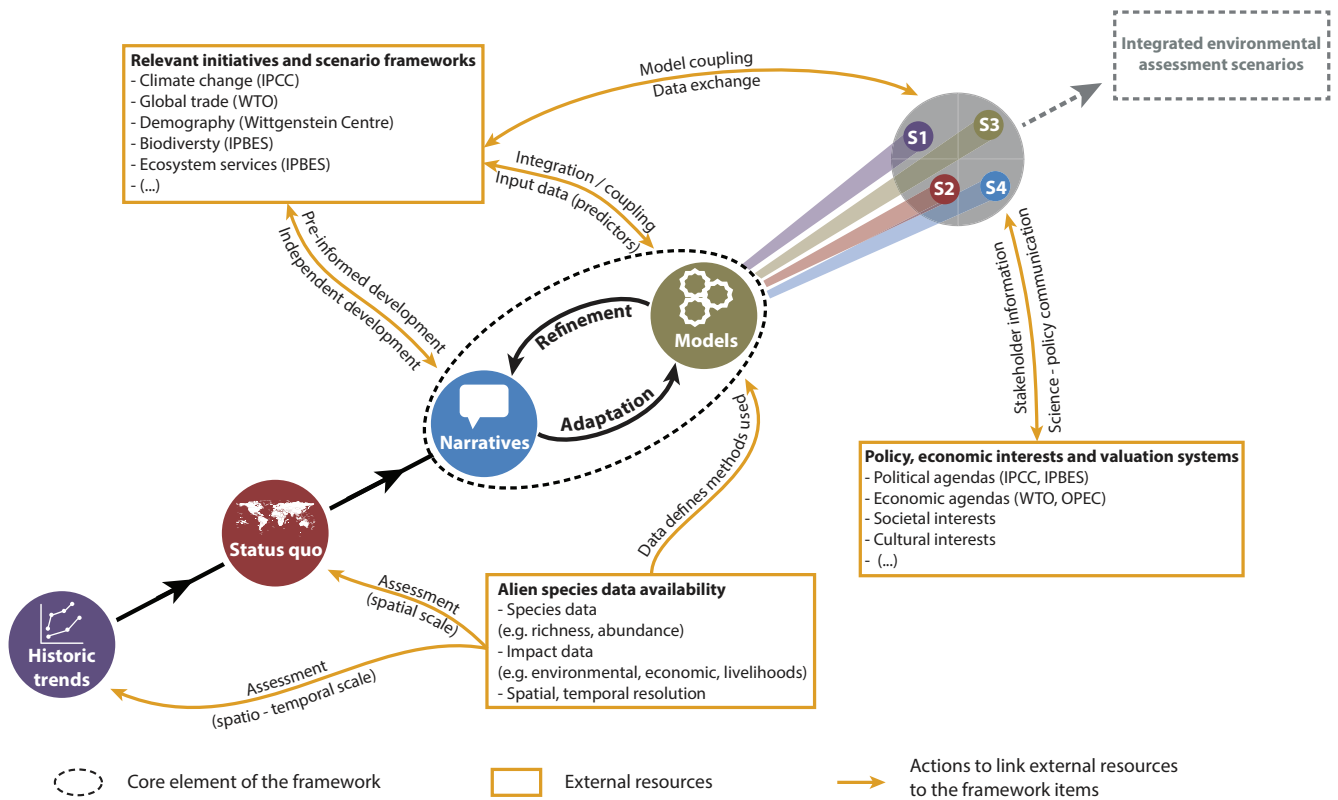 Integrated environmental
assessment scenarios
Relevant initiatives and scenario frameworks
- Climate change (IPCC)
- Global trade (WTO)
- Demography (Wittgenstein Centre)
- Biodiversty (IPBES)
- Ecosystem services (IPBES)
- (...)
Model coupling
Data exchange
S1
S3
S2
S4
Integration / coupling
Input data (predictors)
Pre-informed development
Independent development
Stakeholder information
Science - policy communication
Models
Refinement
Adaptation
Narratives
Data defines methods used
Policy, economic interests and valuation systems
- Political agendas (IPCC, IPBES)
- Economic agendas (WTO, OPEC)
- Societal interests
- Cultural interests
- (...)
Status quo
Assessment
(spatial scale)
Alien species data availability
- Species data
(e.g. richness, abundance)
- Impact data
(e.g. environmental, economic, livelihoods)
- Spatial, temporal resolution
Historic
trends
Assessment
(spatio - temporal scale)
Core element of the framework
External resources
Actions to link external resources
to the framework items